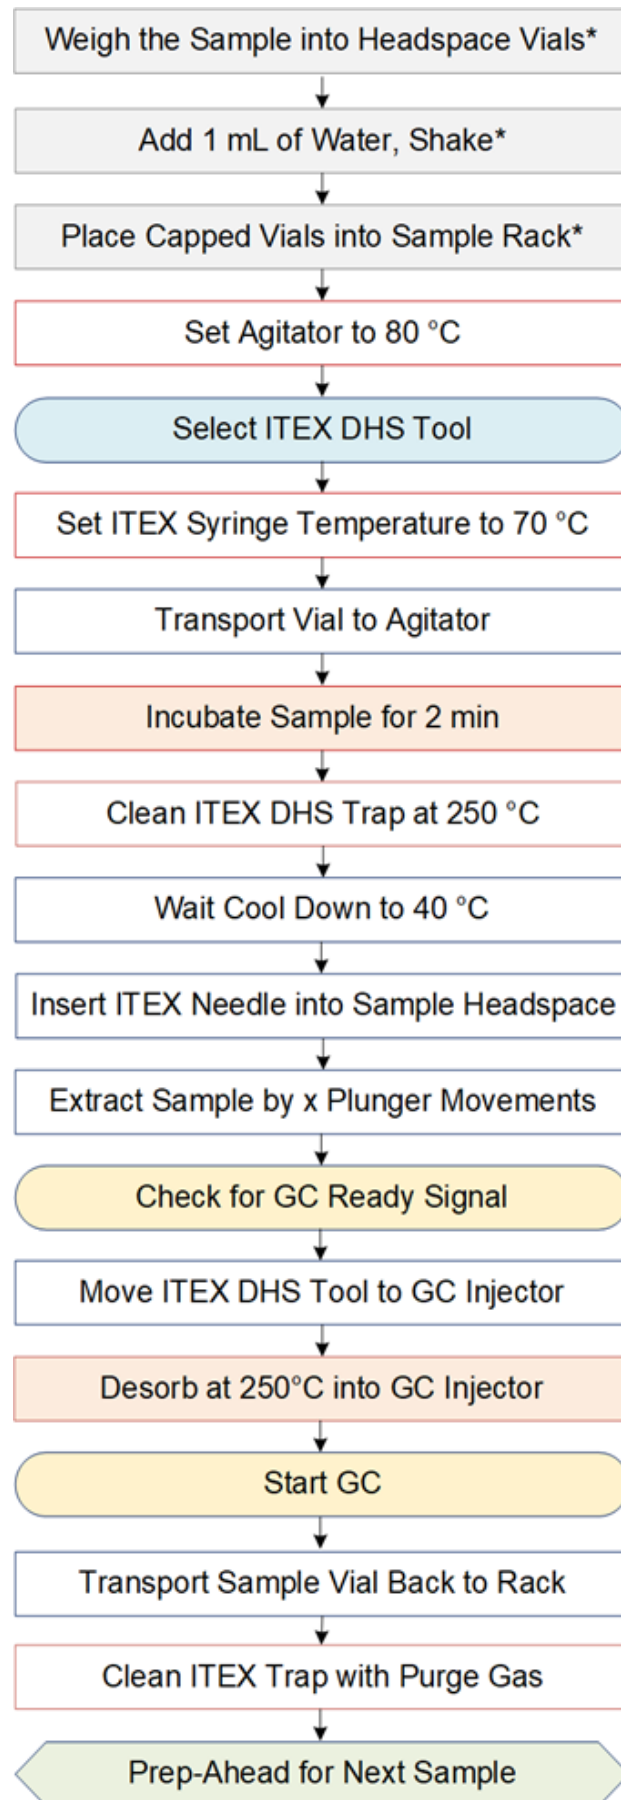 Weigh the Sample into Headspace Vials*
Add 1 mL of Water, Shake*
Place Capped Vials into Sample Rack*
Set Agitator to 80 °C
Select ITEX DHS Tool
Set ITEX Syringe Temperature to 70 °C
Transport Vial to Agitator
Incubate Sample for 2 min
Clean ITEX DHS Trap at 250 °C
Wait Cool Down to 40 °C
Insert ITEX Needle into Sample Headspace
Extract Sample by x Plunger Movements
Check for GC Ready Signal
Move ITEX DHS Tool to GC Injector
Desorb at 250°C into GC Injector
Start GC
Transport Sample Vial Back to Rack
Clean ITEX Trap with Purge Gas
Prep-Ahead for Next Sample